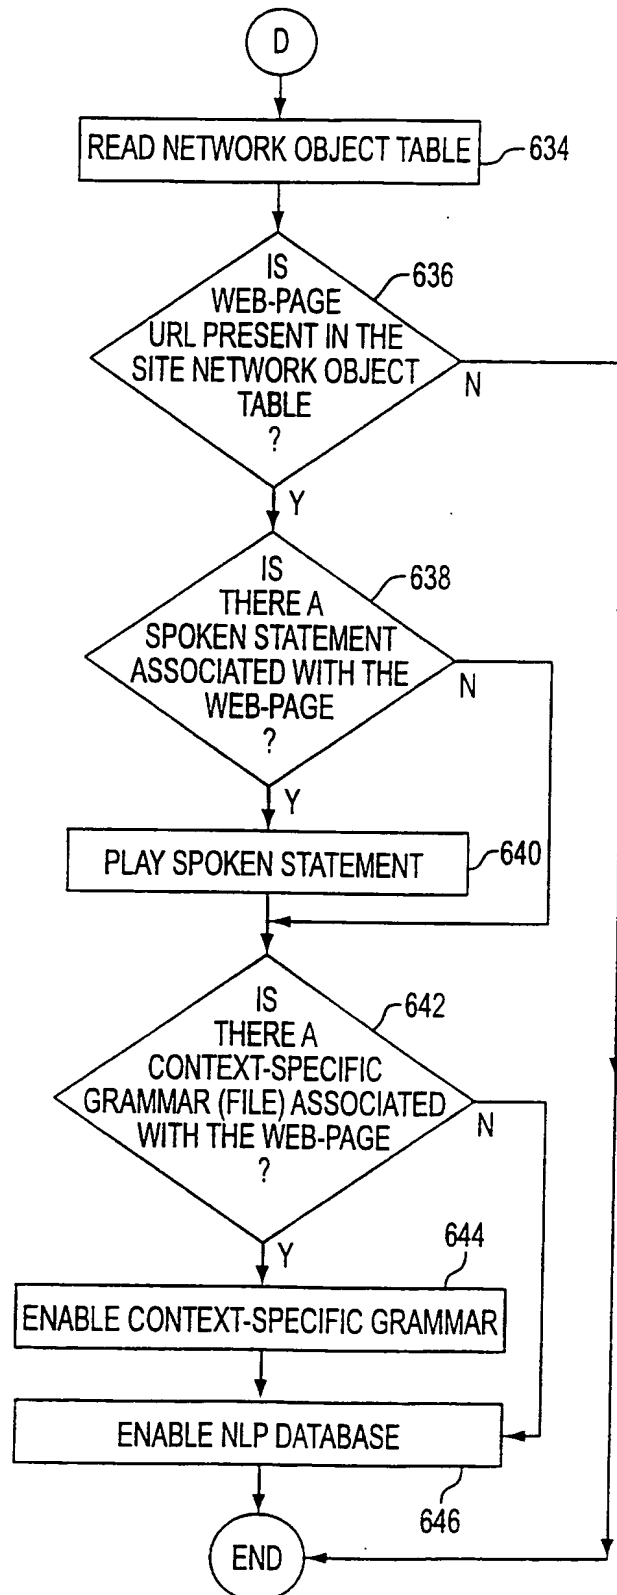 D
READ NETWORK OBJECT TABLE
634
IS
WEB-PAGE
URL PRESENT IN THE
SITE NETWORK OBJECT
TABLE
?
636
N
Y
IS
THERE A
SPOKEN STATEMENT
ASSOCIATED WITH THE
WEB-PAGE
?
638
N
Y
PLAY SPOKEN STATEMENT
640
IS
THERE A
CONTEXT-SPECIFIC
GRAMMAR (FILE) ASSOCIATED
WITH THE WEB-PAGE
?
642
N
Y
644
ENABLE CONTEXT-SPECIFIC GRAMMAR
ENABLE NLP DATABASE
646
END